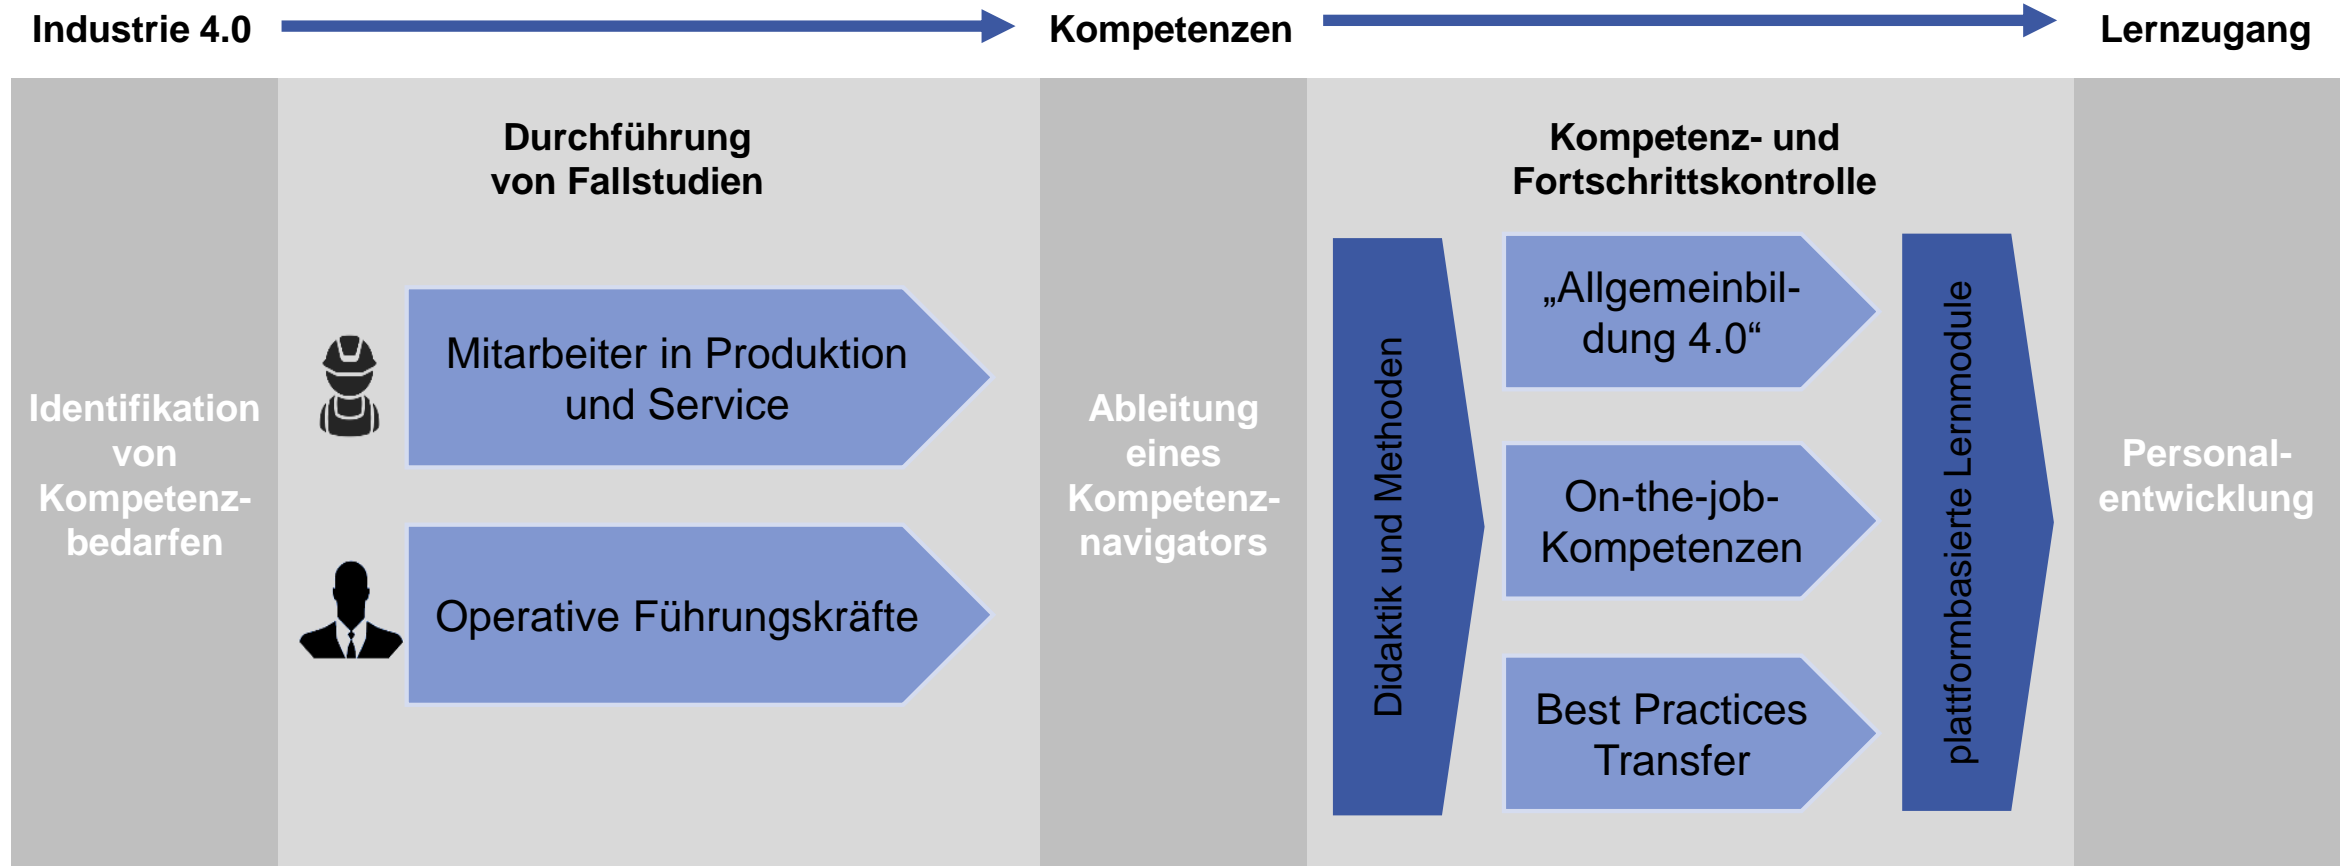 Industrie 4.0
Kompetenzen
Lernzugang
Identifikation
von
Kompetenz-
bedarfen
Durchführung
von Fallstudien
Mitarbeiter in Produktion
und Service
Operative Führungskräfte
Ableitung
eines
Kompetenz-
navigators
Kompetenz- und
Fortschrittskontrolle
Didaktik und Methoden
„Allgemeinbil-
dung 4.0“
On-the-job-
Kompetenzen
Best Practices
Transfer
plattformbasierte Lernmodule
Personal-
entwicklung